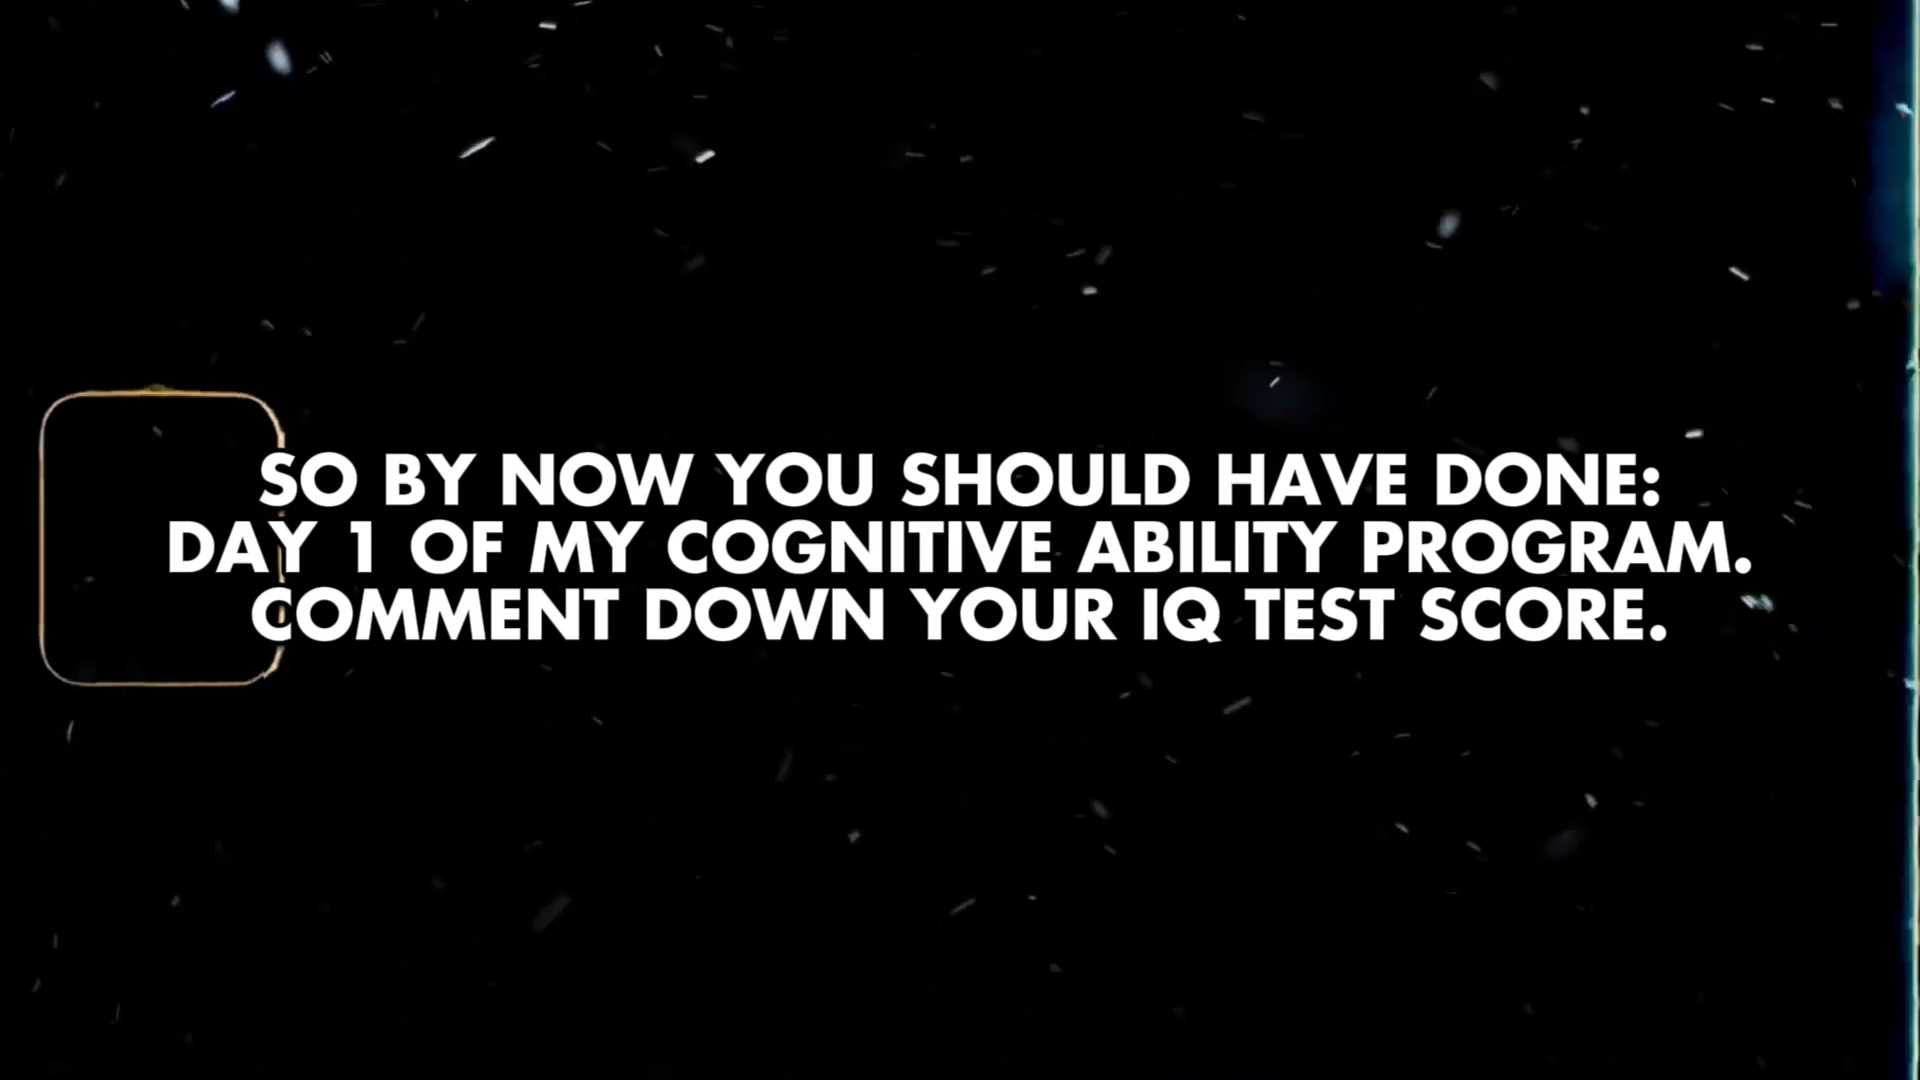 SO BY NOW YOU SHOULD HAVE DONE:
DAY 1 OF MY COGNITIVE ABILITY PROGRAM.
COMMENT DOWN YOUR IQ TEST SCORE.